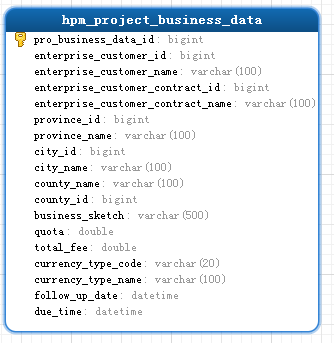 hpm_project_business_data
pro_business_data_id: bigint
enterprise_customer_id: bigint
enterprise_customer_name: varchar(100)
enterprise_customer_contract_id: bigint
enterprise_customer_contract_name: varchar(100)
province_id: bigint
province_name: varchar(100)
city_id: bigint
city_name: varchar(100)
county_name: varchar(100)
county_id: bigint
business_sketch: varchar(500)
quota: double
total_fee: double
currency_type_code: varchar(20)
currency_type_name: varchar(100)
follow_up_date: datetime
due_time: datetime